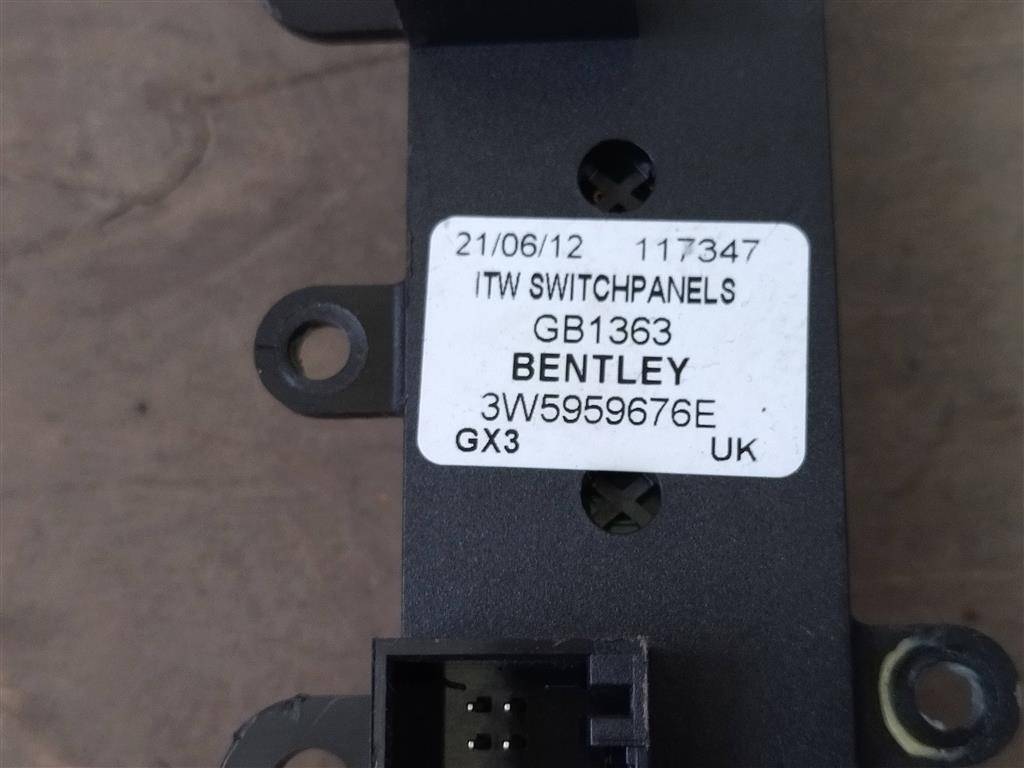 21/06/12 117347
ITW SWITCHPANELS
GB1363
BENTLEY
3W5959676E
GX3 UK